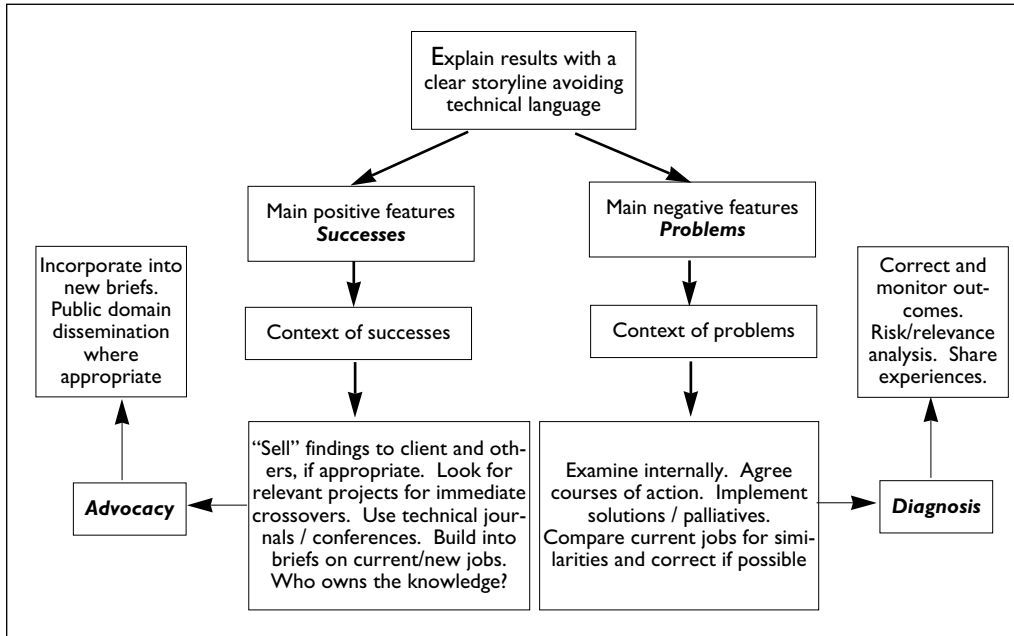 Explain results with a
clear storyline avoiding
technical language
Main positive features
Successes
Main negative features
Problems
Incorporate into
new briefs.
Public domain
dissemination
where
appropriate
Context of successes
Context of problems
Correct and
monitor out-
comes.
Risk/relevance
analysis.  Share
experiences.
Advocacy
“Sell” findings to client and oth-
ers, if appropriate.  Look for
relevant projects for immediate
crossovers.  Use technical jour-
nals / conferences.  Build into
briefs on current/new jobs.
Who owns the knowledge?
Examine internally.  Agree
courses of action.  Implement
solutions / palliatives.
Compare current jobs for simi-
larities and correct if possible
Diagnosis